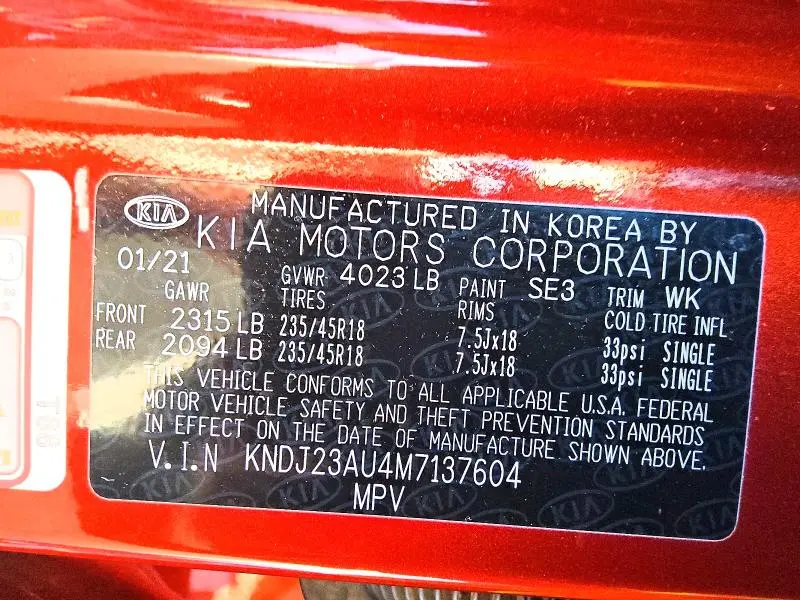 KIA
MANUFACTURED IN KOREA BY
KIA MOTORS CORPORATION
01/21 GVWR 4023 LB PAINT SE3 TRIM WK
GAWR TIRES RIMS COLD TIRE INFL
FRONT 2315 LB 235/45R18 7.5Jx18 33psi SINGLE
REAR 2094 LB 235/45R18 7.5Jx18 33psi SINGLE
THIS VEHICLE CONFORMS TO ALL APPLICABLE U.S.A. FEDERAL
MOTOR VEHICLE SAFETY AND THEFT PREVENTION STANDARDS
IN EFFECT ON THE DATE OF MANUFACTURE SHOWN ABOVE.
V.I.N KNDJ23AU4M7137604
MPV